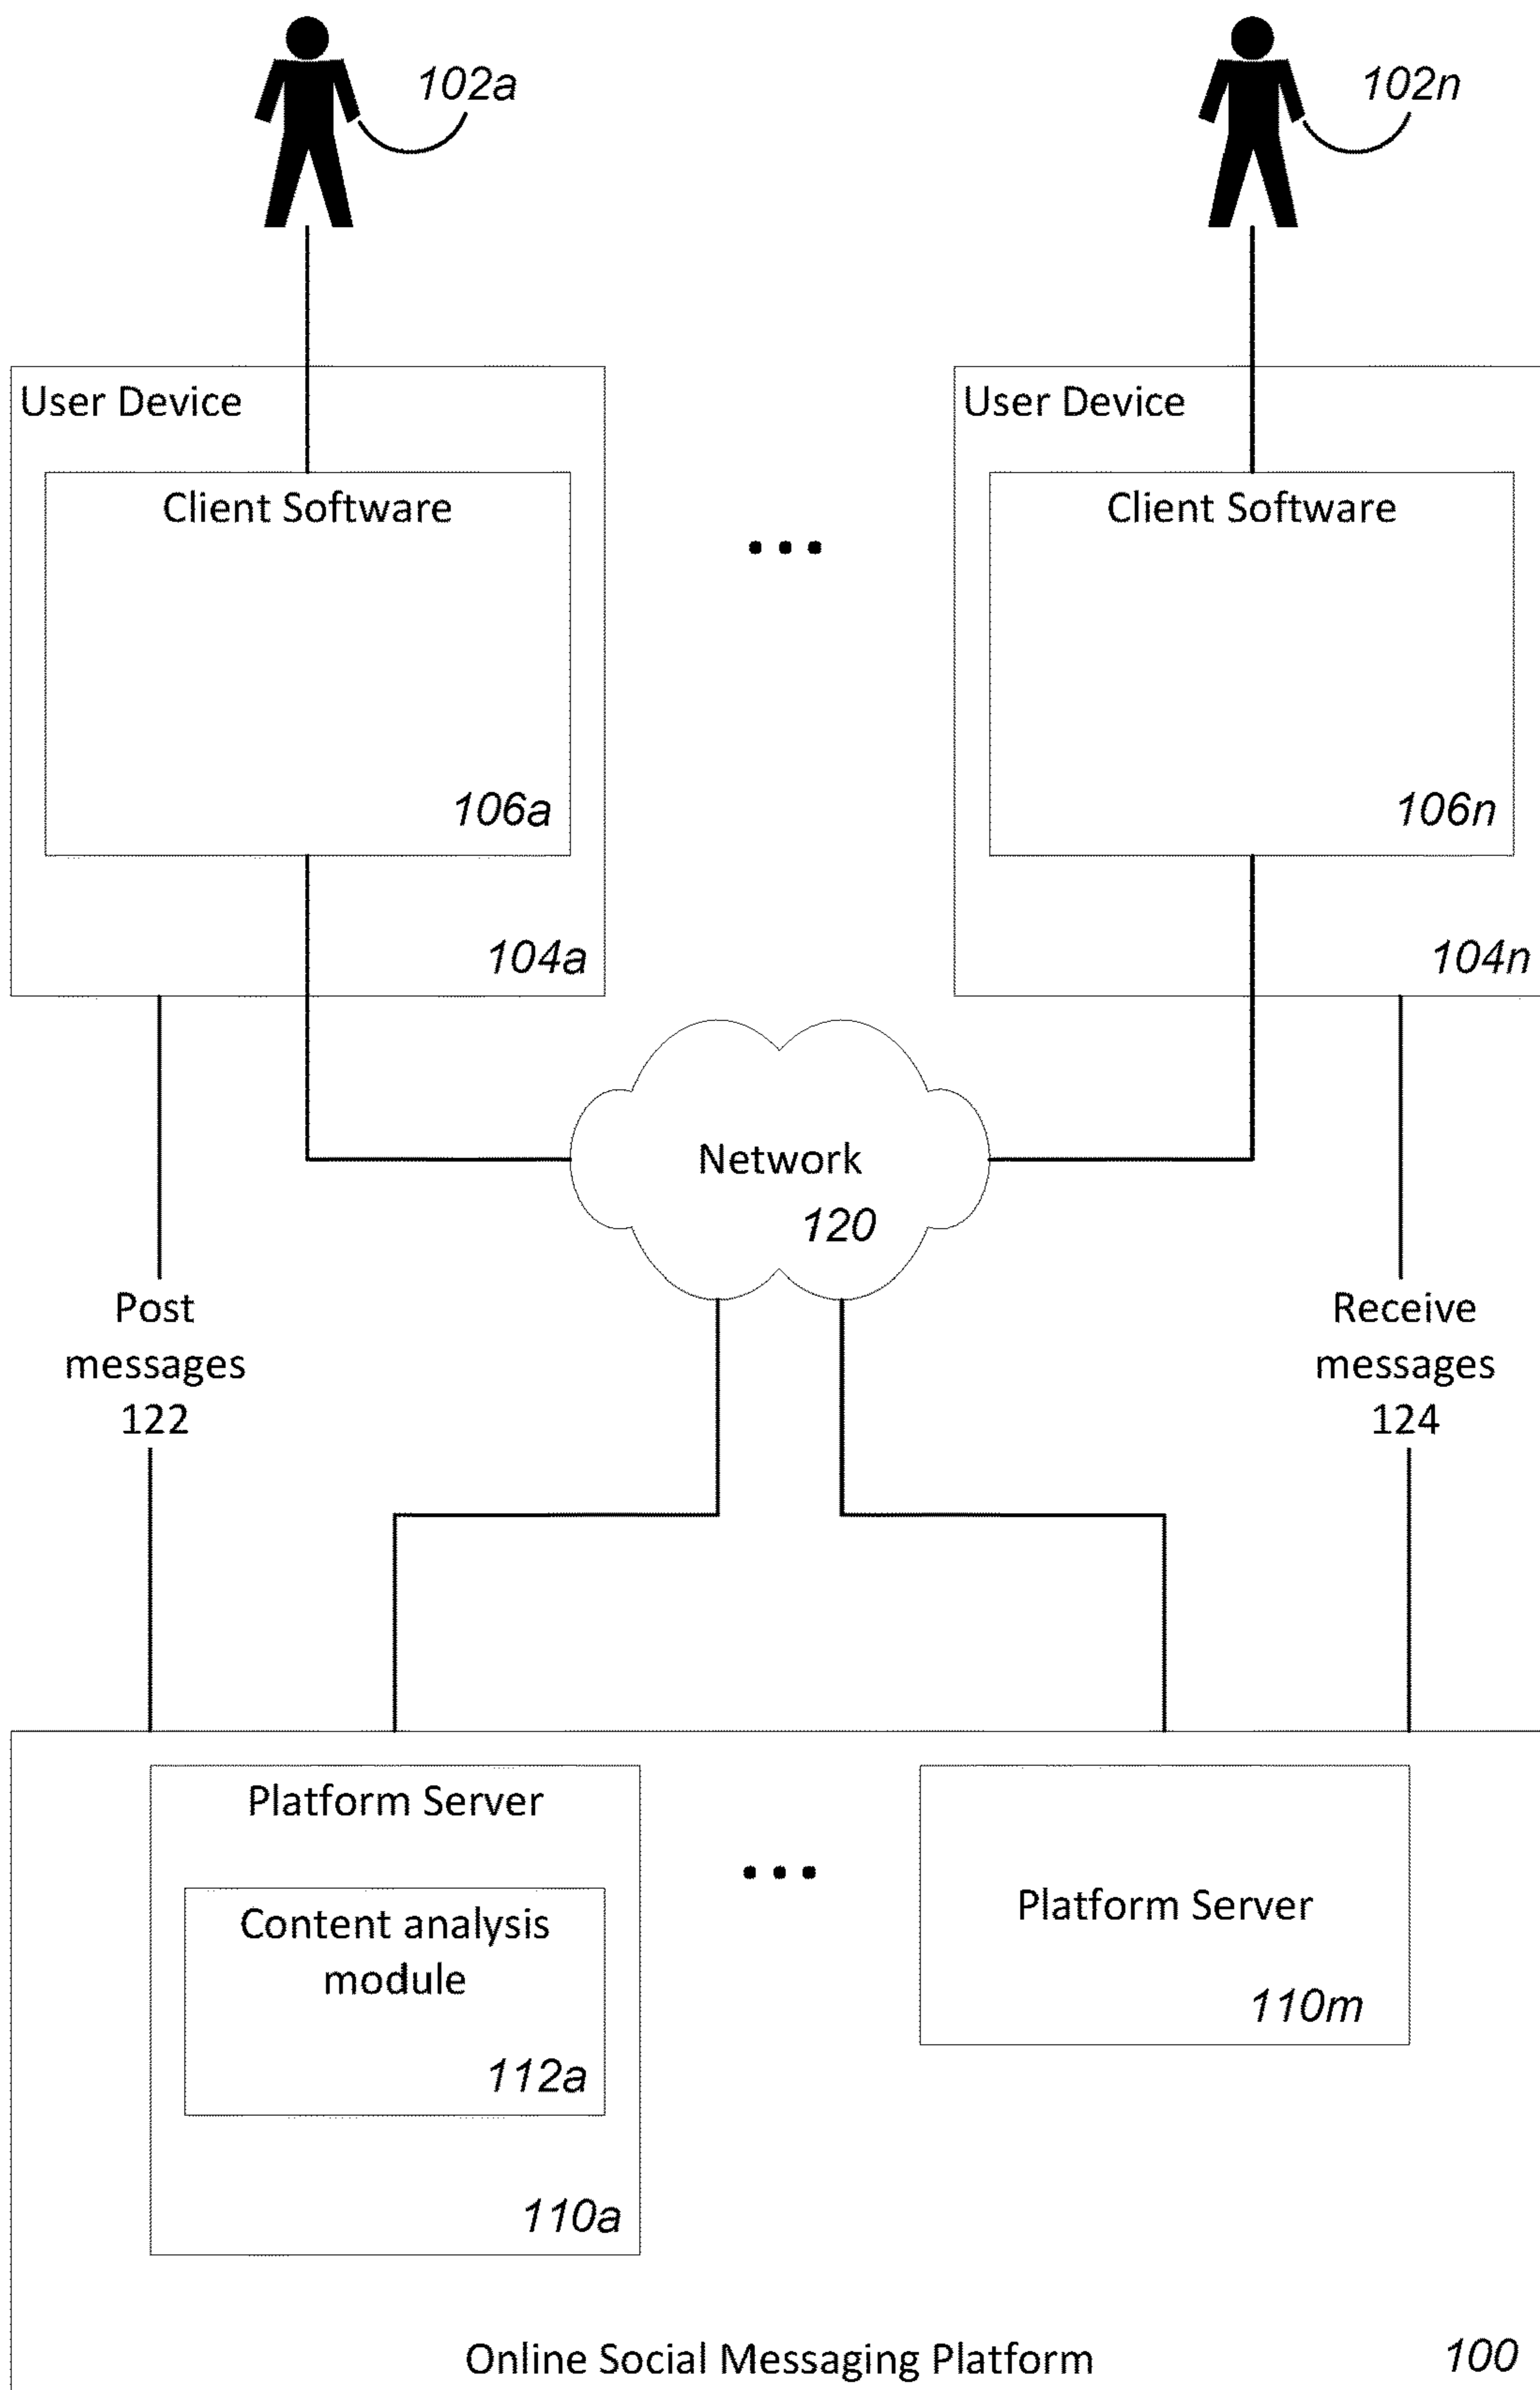 102a
102n
User Device
User Device
Client Software
Client Software
...
106a
106n
104a
104n
Network
120
Post
messages
122
Receive
messages
124
Platform Server
...
Content analysis
module
Platform Server
110m
112a
110a
Online Social Messaging Platform
100